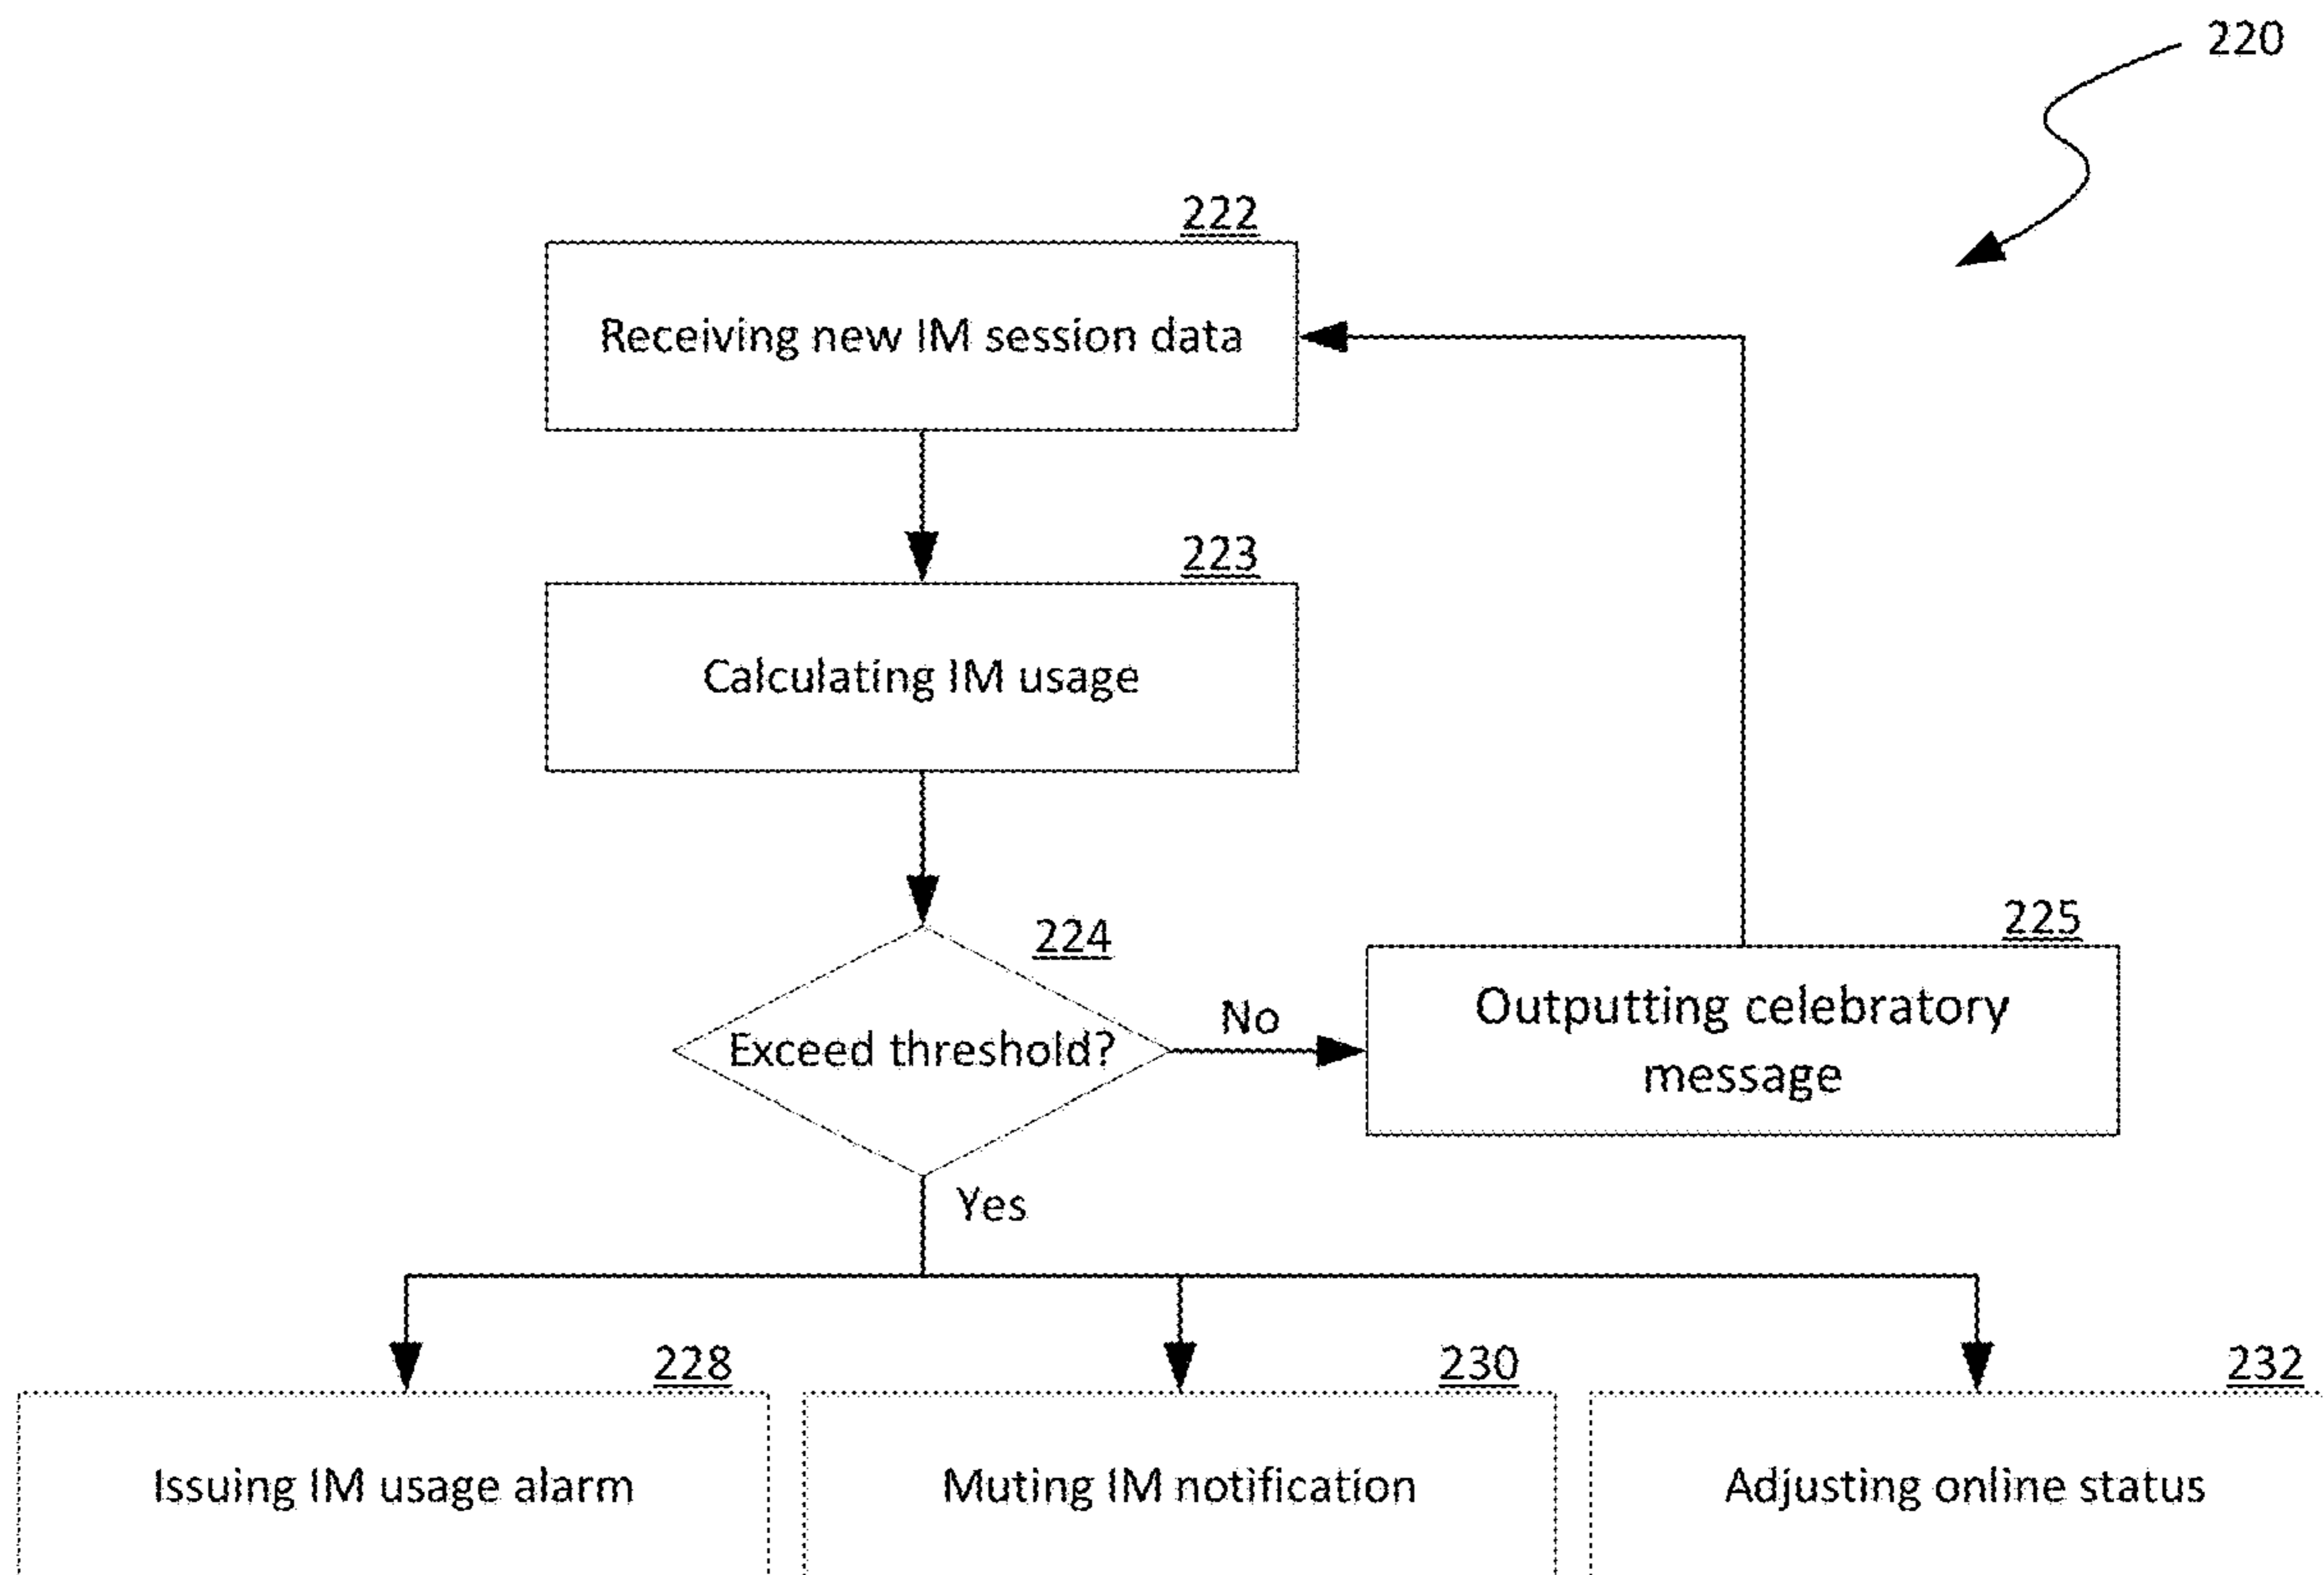 220
222
Receiving new IM session data
223
Calculating IM usage
224
Exceed threshold?
No
225
Outputting celebratory
message
Yes
228
Issuing IM usage alarm
230
Muting IM notification
232
Adjusting online status